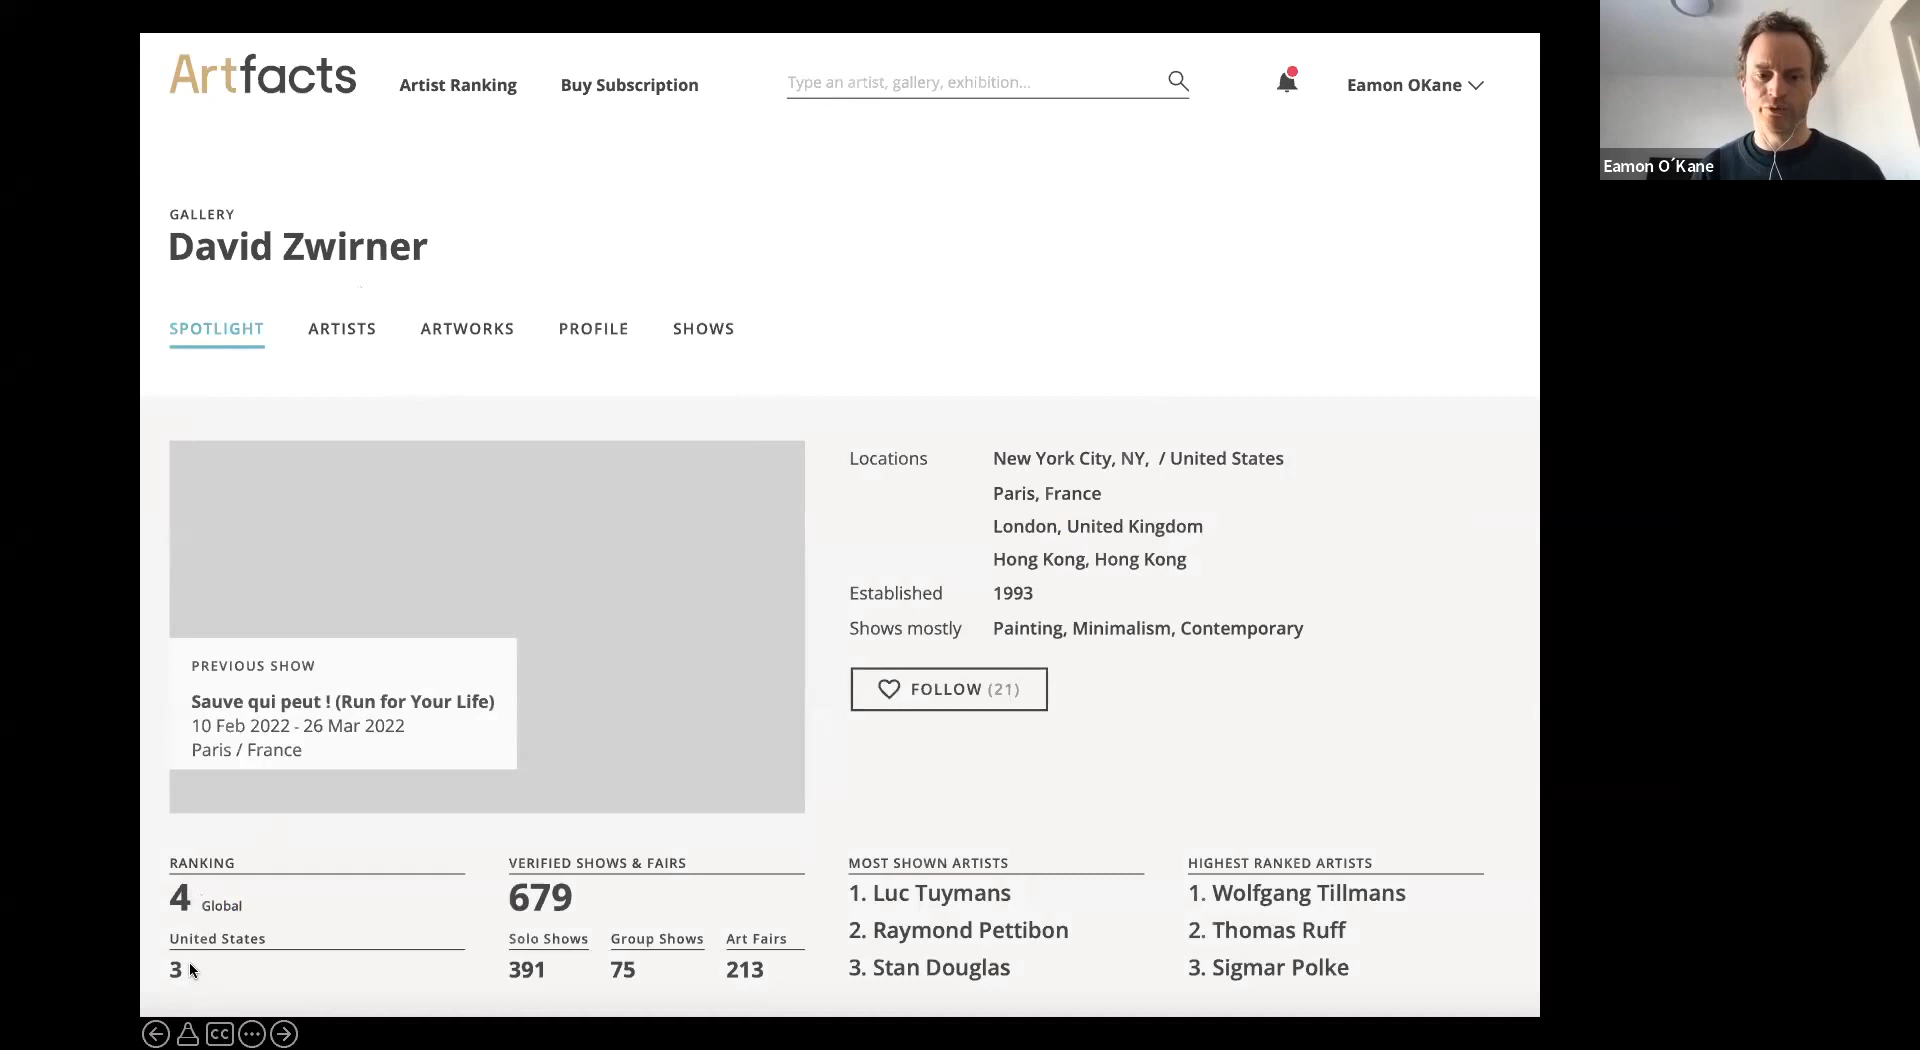 Artfacts
Artist Ranking
Buy Subscription
Type an artist, gallery, exhibition...
Eamon OKane
Eamon O´Kane
GALLERY
David Zwirner
SPOTLIGHT
ARTISTS
ARTWORKS
PROFILE
SHOWS
PREVIOUS SHOW
Sauve qui peut ! (Run for Your Life)
10 Feb 2022 - 26 Mar 2022
Paris / France
Locations
New York City, NY, / United States
Paris, France
London, United Kingdom
Hong Kong, Hong Kong
Established
1993
Shows mostly
Painting, Minimalism, Contemporary
FOLLOW (21)
RANKING
4 Global
United States
3
VERIFIED SHOWS & FAIRS
679
Solo Shows
391
Group Shows
75
Art Fairs
213
MOST SHOWN ARTISTS
1. Luc Tuymans
2. Raymond Pettibon
3. Stan Douglas
HIGHEST RANKED ARTISTS
1. Wolfgang Tillmans
2. Thomas Ruff
3. Sigmar Polke
CC